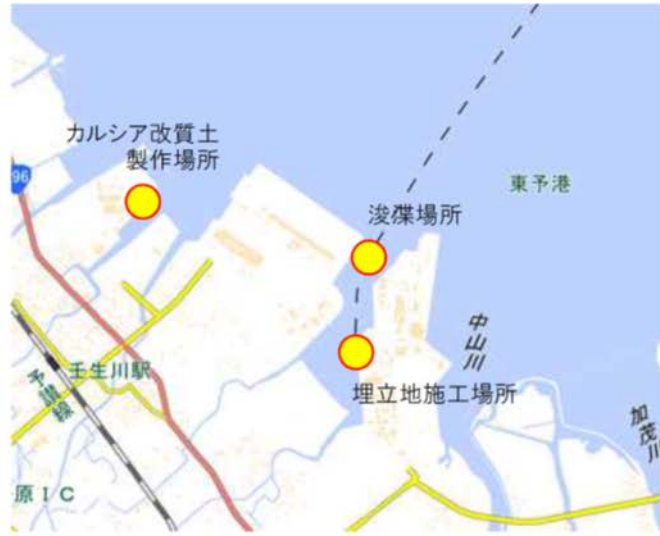 カルシア改質土
製作場所
96
東予港
浚渫場所
中山川
埋立地施工場所
壬生川駅
予讃線
加茂川
原IC